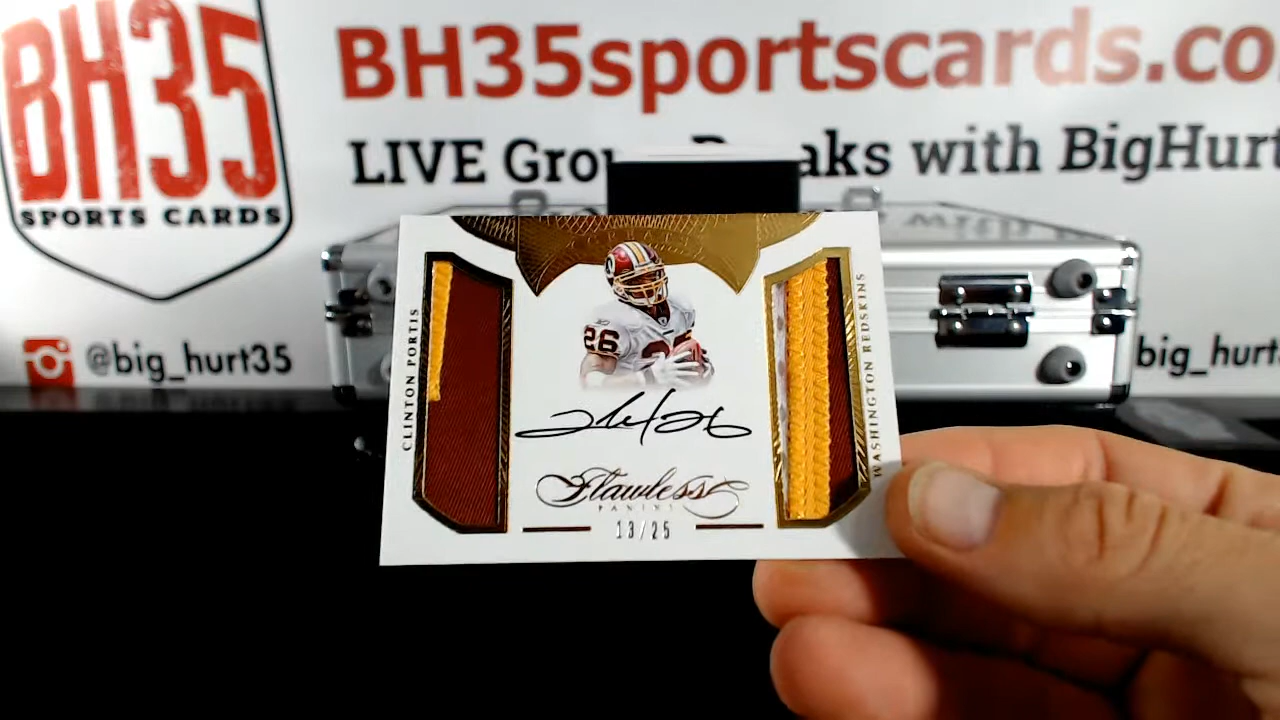 BH35
SPORTS CARDS
BH35sportscards.co
LIVE Gro aks with BigHurt
@big_hurt35
big_hurt
CLINTON PORTIS
WASHINGTON REDSKINS
26
Flawless
PANINI
13/25